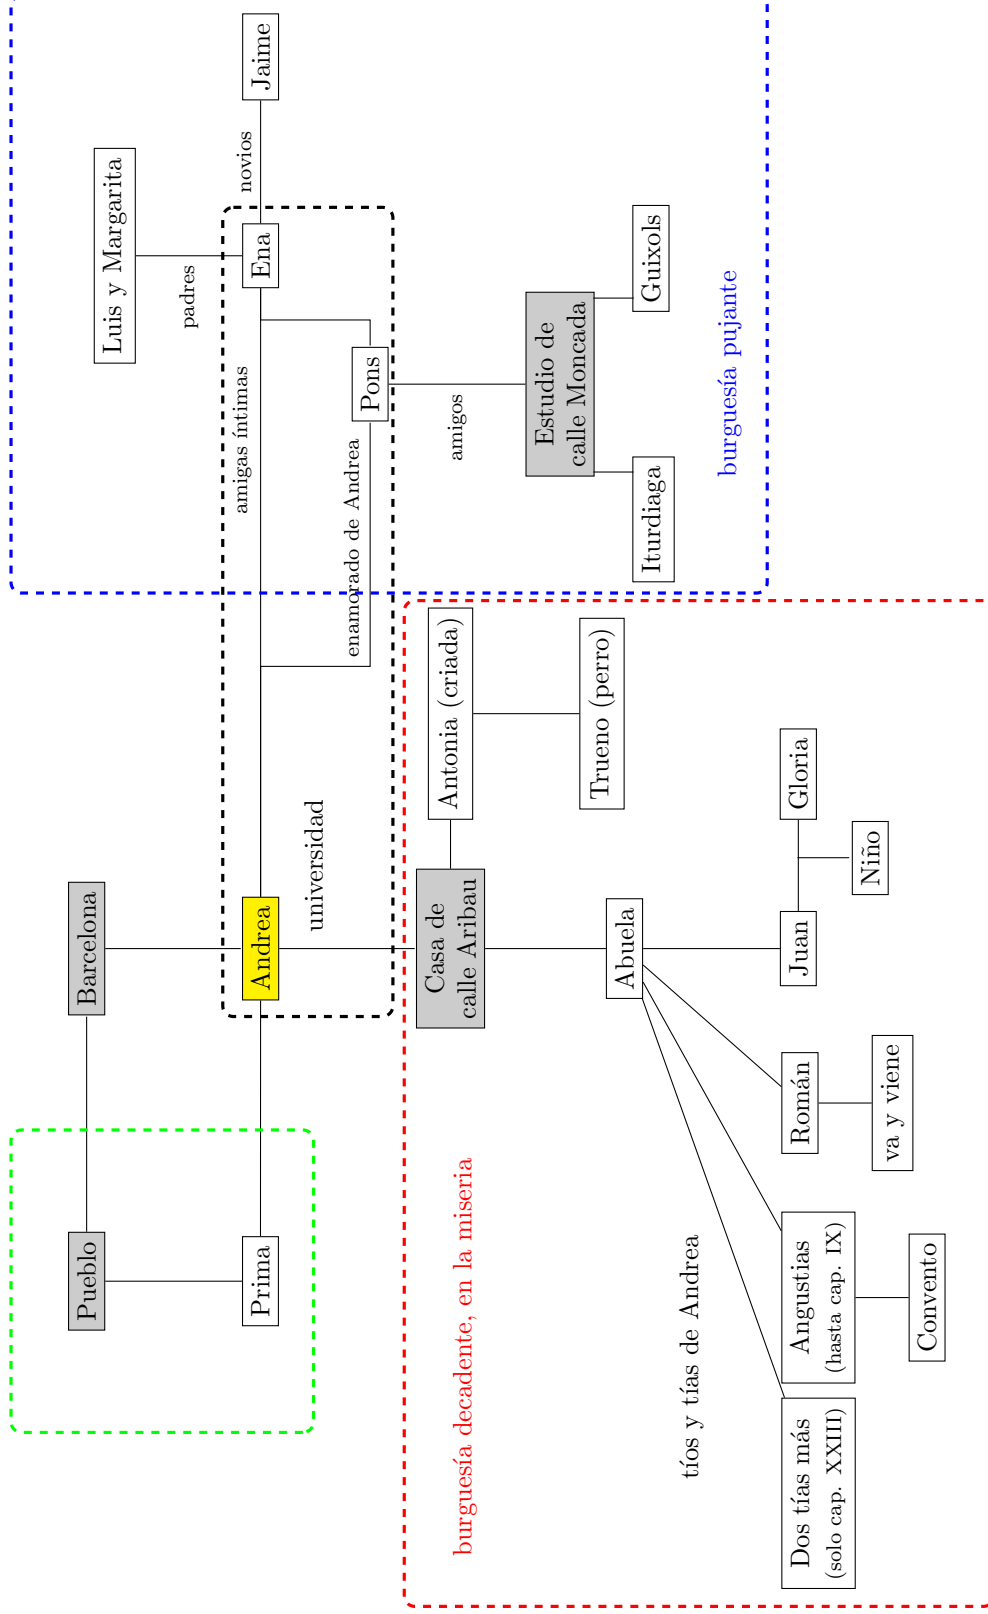 Pueblo
Barcelona
Luis y Margarita
padres
Prima
Andrea
amigas íntimas
Ena
novios
Jaime
universidad
enamorado de Andrea
Pons
burguesía decadente, en la miseria
Casa de
calle Aribau
Antonia (criada)
amigos
Estudio de
calle Moncada
Trueno (perro)
Abuela
Iturdiaga
Guixols
tíos y tías de Andrea
burguesía pujante
Dos tías más
(solo cap. XXIII)
Angustias
(hasta cap. IX)
Román
Juan
Gloria
Convento
va y viene
Niño